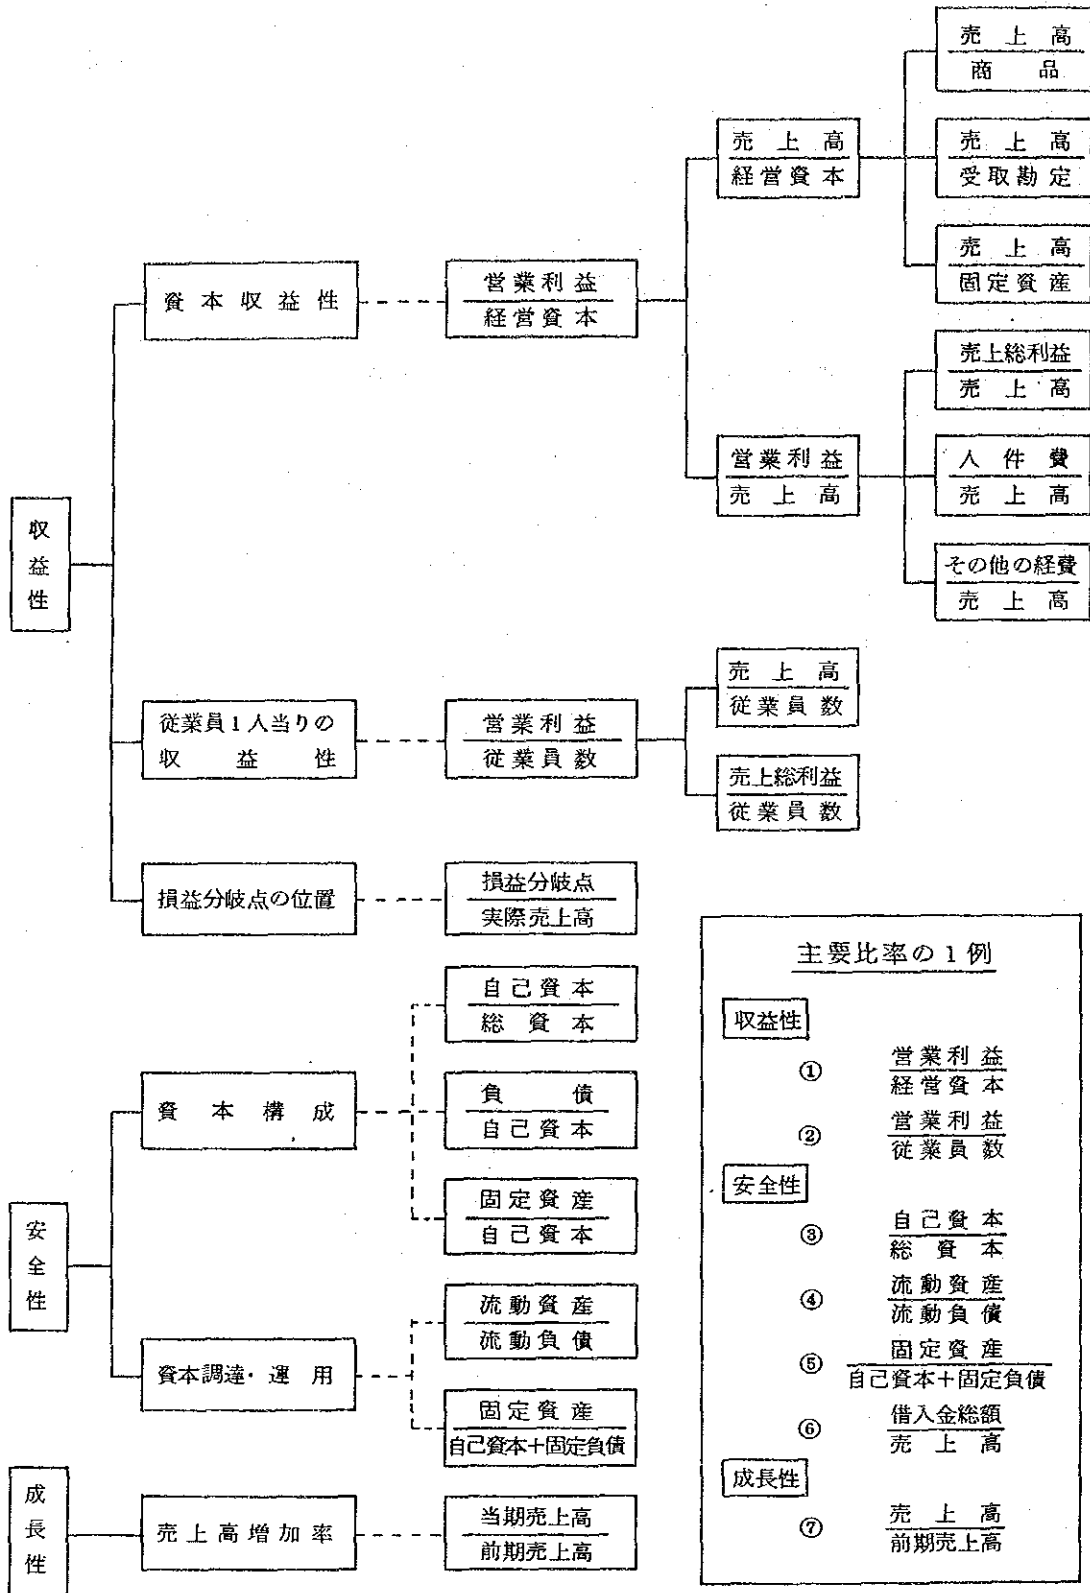 売上高
商品
売上高
経営資本
売上高
受取勘定
売上高
固定資産
資本収益性
営業利益
経営資本
売上総利益
売上高
営業利益
売上高
人件費
売上高
その他の経費
売上高
収益性
従業員1人当りの
収益性
営業利益
従業員数
売上高
従業員数
売上総利益
従業員数
損益分岐点の位置
損益分岐点
実際売上高
安全性
資本構成
自己資本
総資本
負債
自己資本
固定資産
自己資本
資本調達・運用
流動資産
流動負債
固定資産
自己資本+固定負債
成長性
売上高増加率
当期売上高
前期売上高
主要比率の1例
収益性
① 営業利益
経営資本
② 営業利益
従業員数
安全性
③ 自己資本
総資本
④ 流動資産
流動負債
⑤ 固定資産
自己資本+固定負債
⑥ 借入金総額
売上高
成長性
⑦ 売上高
前期売上高